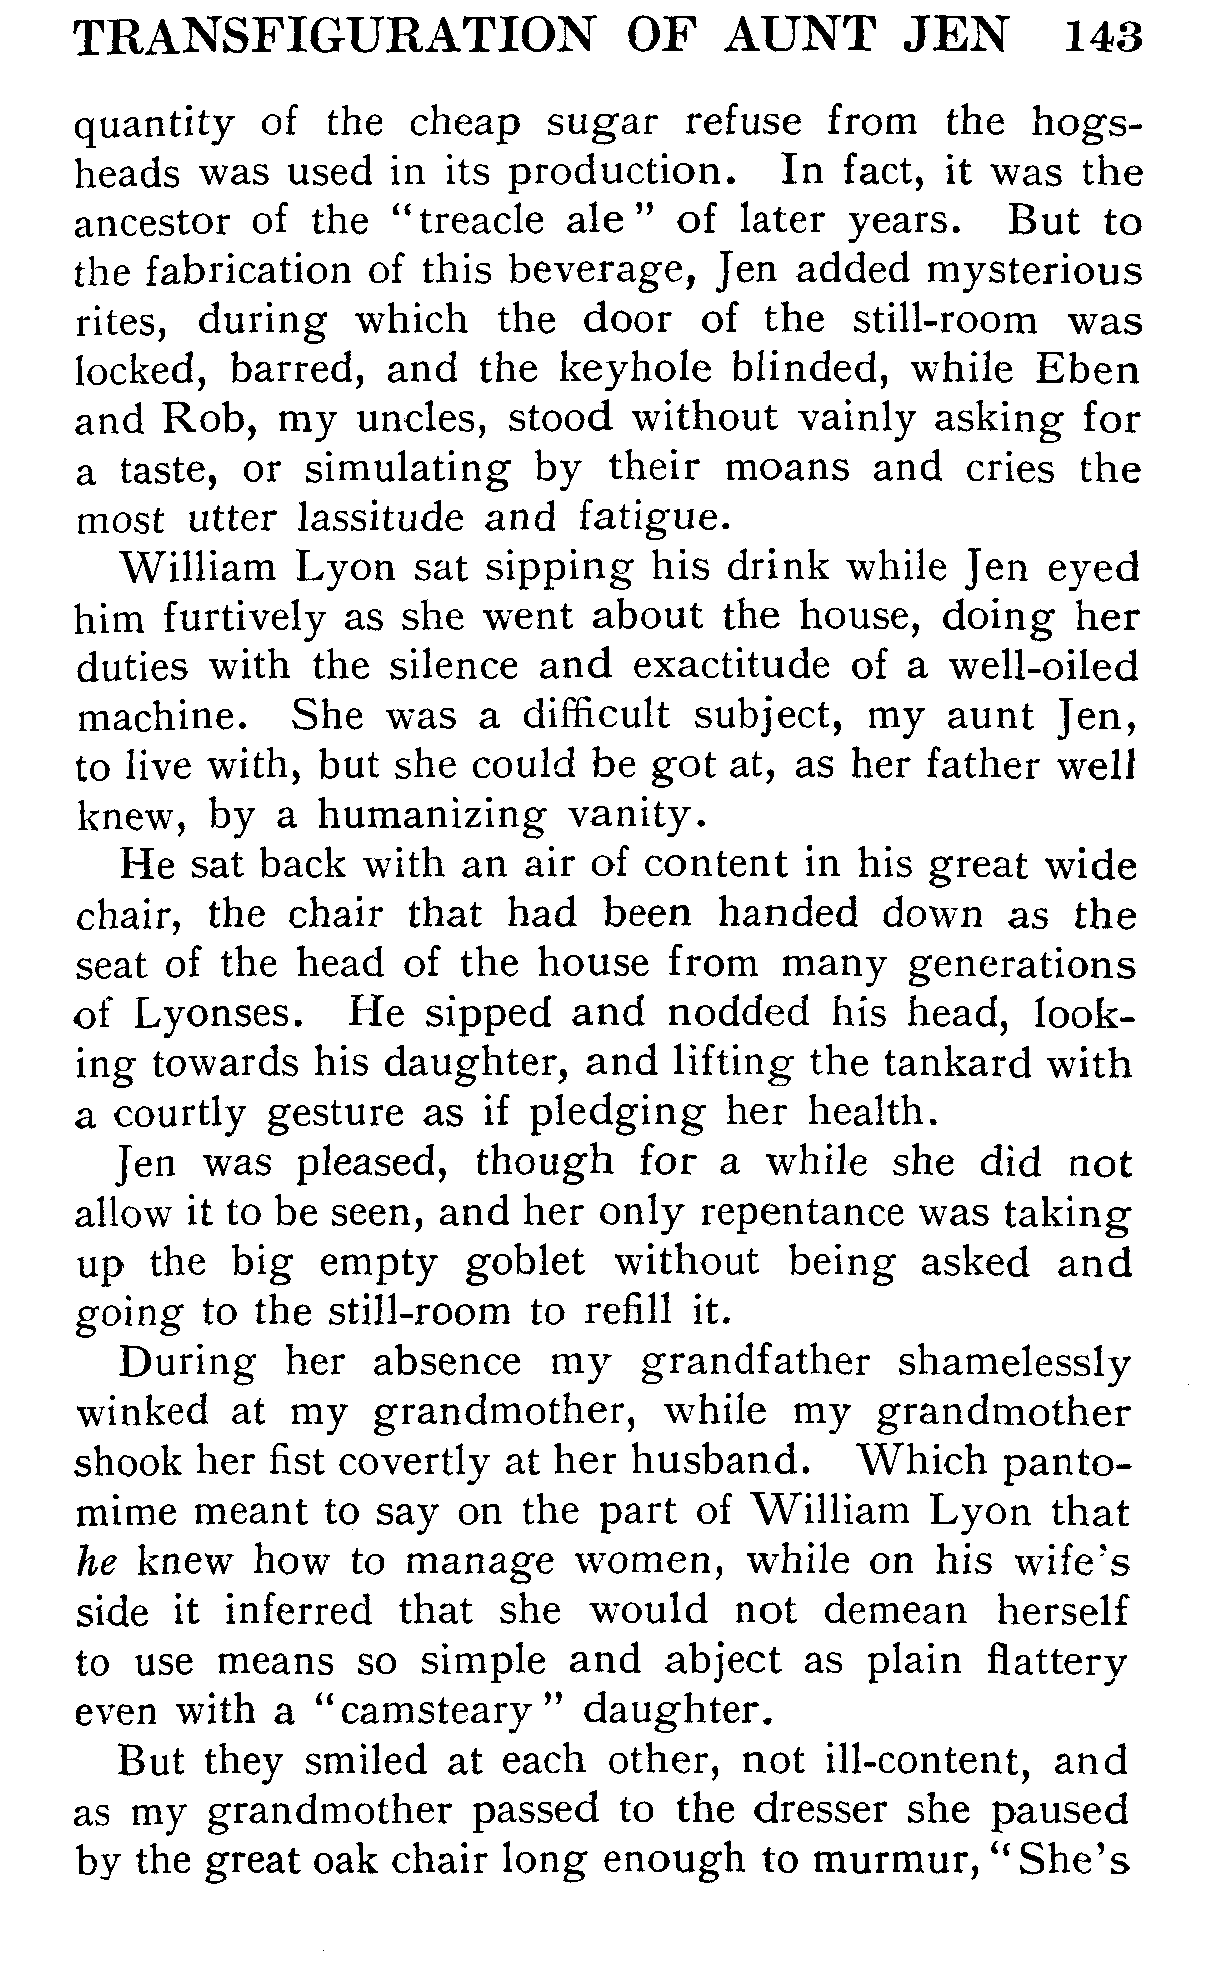 TRANSFIGURATION OF AUNT JEN 143
quantity of the cheap sugar refuse from the hogs-
heads was used in its production. In fact, it was the
ancestor of the “treacle ale” of later years. But to
the fabrication of this beverage, Jen added mysterious
rites, during which the door of the still-room was
locked, barred, and the keyhole blinded, while Eben
and Rob, my uncles, stood without vainly asking for
a taste, or simulating by their moans and cries the
most utter lassitude and fatigue.
William Lyon sat sipping his drink while Jen eyed
him furtively as she went about the house, doing her
duties with the silence and exactitude of a well-oiled
machine. She was a difficult subject, my aunt Jen,
to live with, but she could be got at, as her father well
knew, by a humanizing vanity.
He sat back with an air of content in his great wide
chair, the chair that had been handed down as the
seat of the head of the house from many generations
of Lyonses. He sipped and nodded his head, look-
ing towards his daughter, and lifting the tankard with
a courtly gesture as if pledging her health.
Jen was pleased, though for a while she did not
allow it to be seen, and her only repentance was taking
up the big empty goblet without being asked and
going to the still-room to refill it.
During her absence my grandfather shamelessly
winked at my grandmother, while my grandmother
shook her fist covertly at her husband. Which panto-
mime meant to say on the part of William Lyon that
he knew how to manage women, while on his wife's
side it inferred that she would not demean herself
to use means so simple and abject as plain flattery
even with a “camsteary” daughter.
But they smiled at each other, not ill-content, and
as my grandmother passed to the dresser she paused
by the great oak chair long enough to murmur, “She's